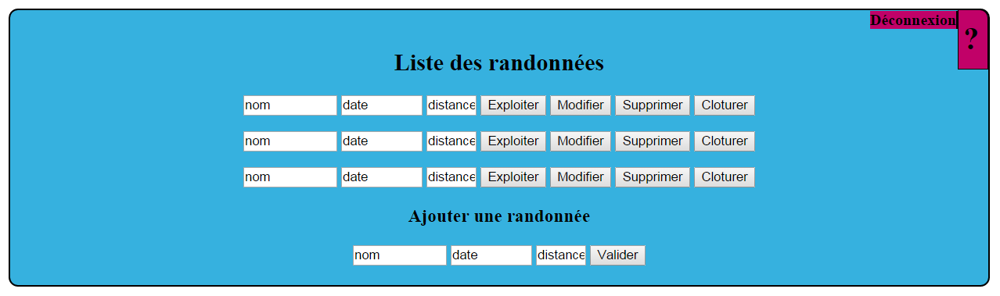 Déconnexion
?
Liste des randonnées
nom date distance Exploiter Modifier Supprimer Cloturer
nom date distance Exploiter Modifier Supprimer Cloturer
nom date distance Exploiter Modifier Supprimer Cloturer
Ajouter une randonnée
nom date distance Valider